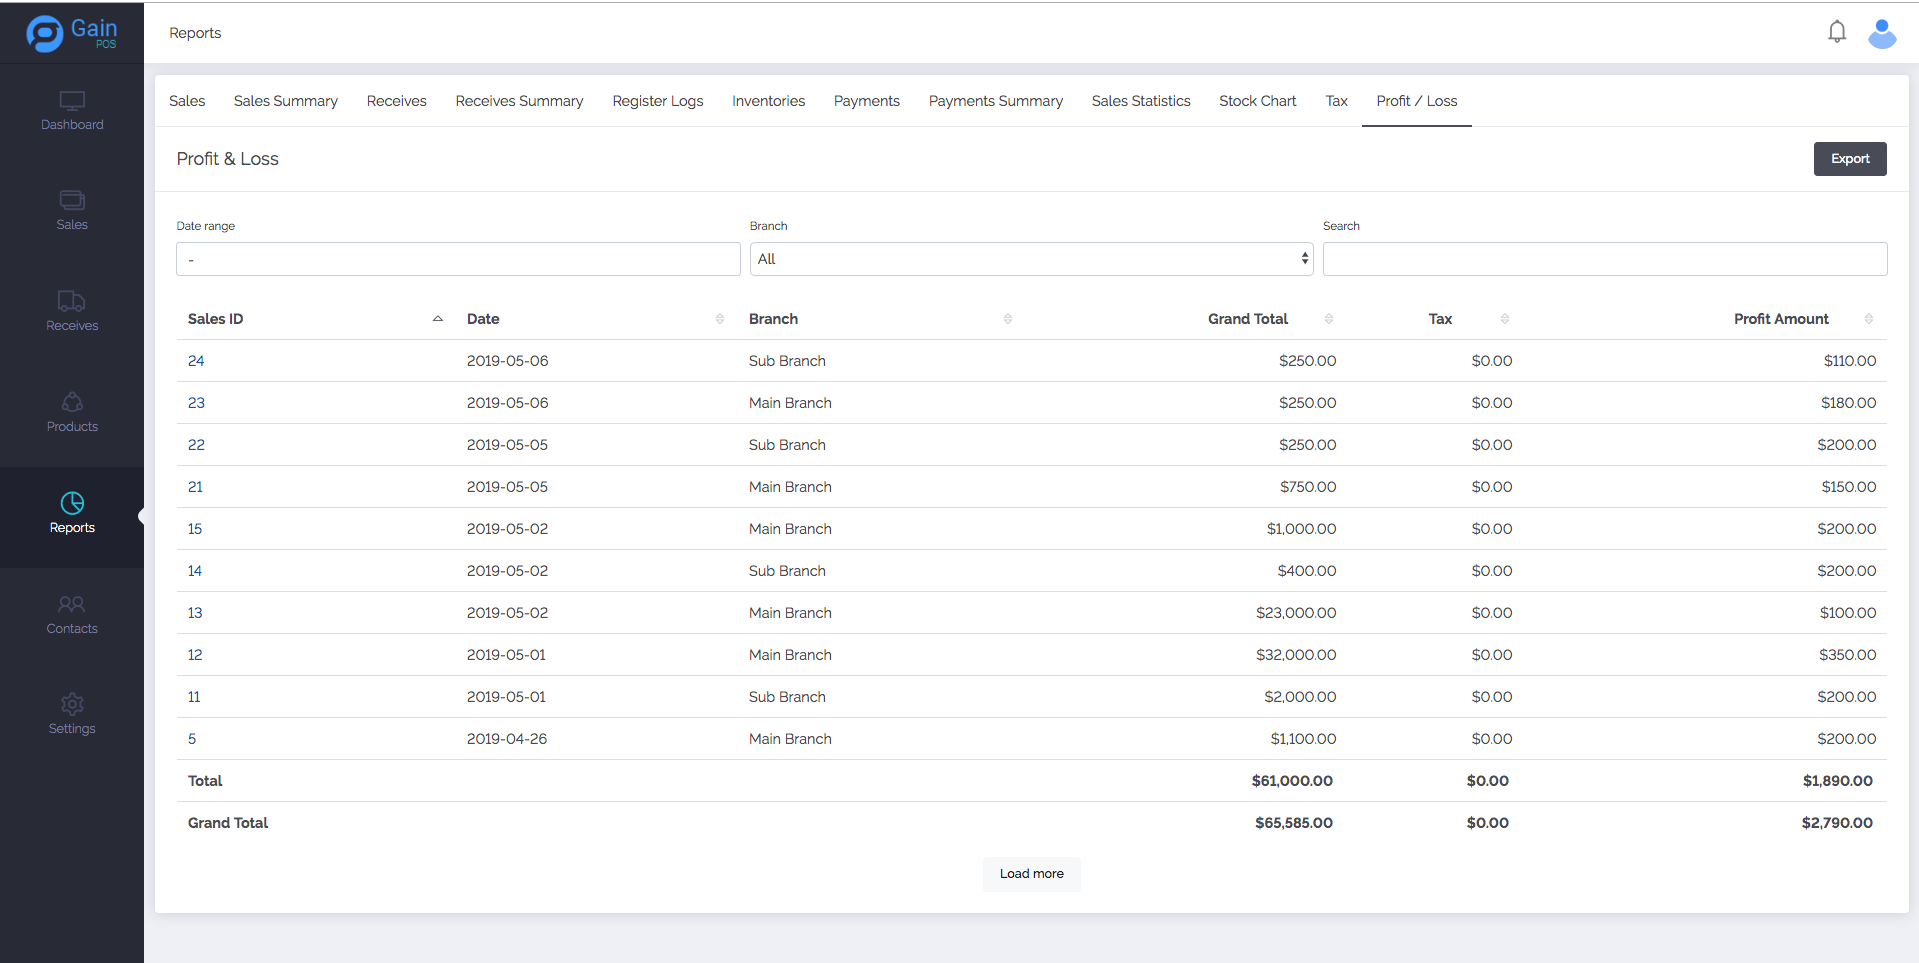 Gain
POS
Reports
Dashboard
Sales
Receives
Products
Reports
Contacts
Settings
Sales Sales Summary Receives Receives Summary Register Logs Inventories Payments Payments Summary Sales Statistics Stock Chart Tax Profit / Loss
Profit & Loss Export
Date range Branch Search
- All
Sales ID Date Branch Grand Total Tax Profit Amount
24 2019-05-06 Sub Branch $250.00 $0.00 $110.00
23 2019-05-06 Main Branch $250.00 $0.00 $180.00
22 2019-05-05 Sub Branch $250.00 $0.00 $200.00
21 2019-05-05 Main Branch $750.00 $0.00 $150.00
15 2019-05-02 Main Branch $1,000.00 $0.00 $200.00
14 2019-05-02 Sub Branch $400.00 $0.00 $200.00
13 2019-05-02 Main Branch $23,000.00 $0.00 $100.00
12 2019-05-01 Main Branch $32,000.00 $0.00 $350.00
11 2019-05-01 Sub Branch $2,000.00 $0.00 $200.00
5 2019-04-26 Main Branch $1,100.00 $0.00 $200.00
Total $61,000.00 $0.00 $1,890.00
Grand Total $65,585.00 $0.00 $2,790.00
Load more